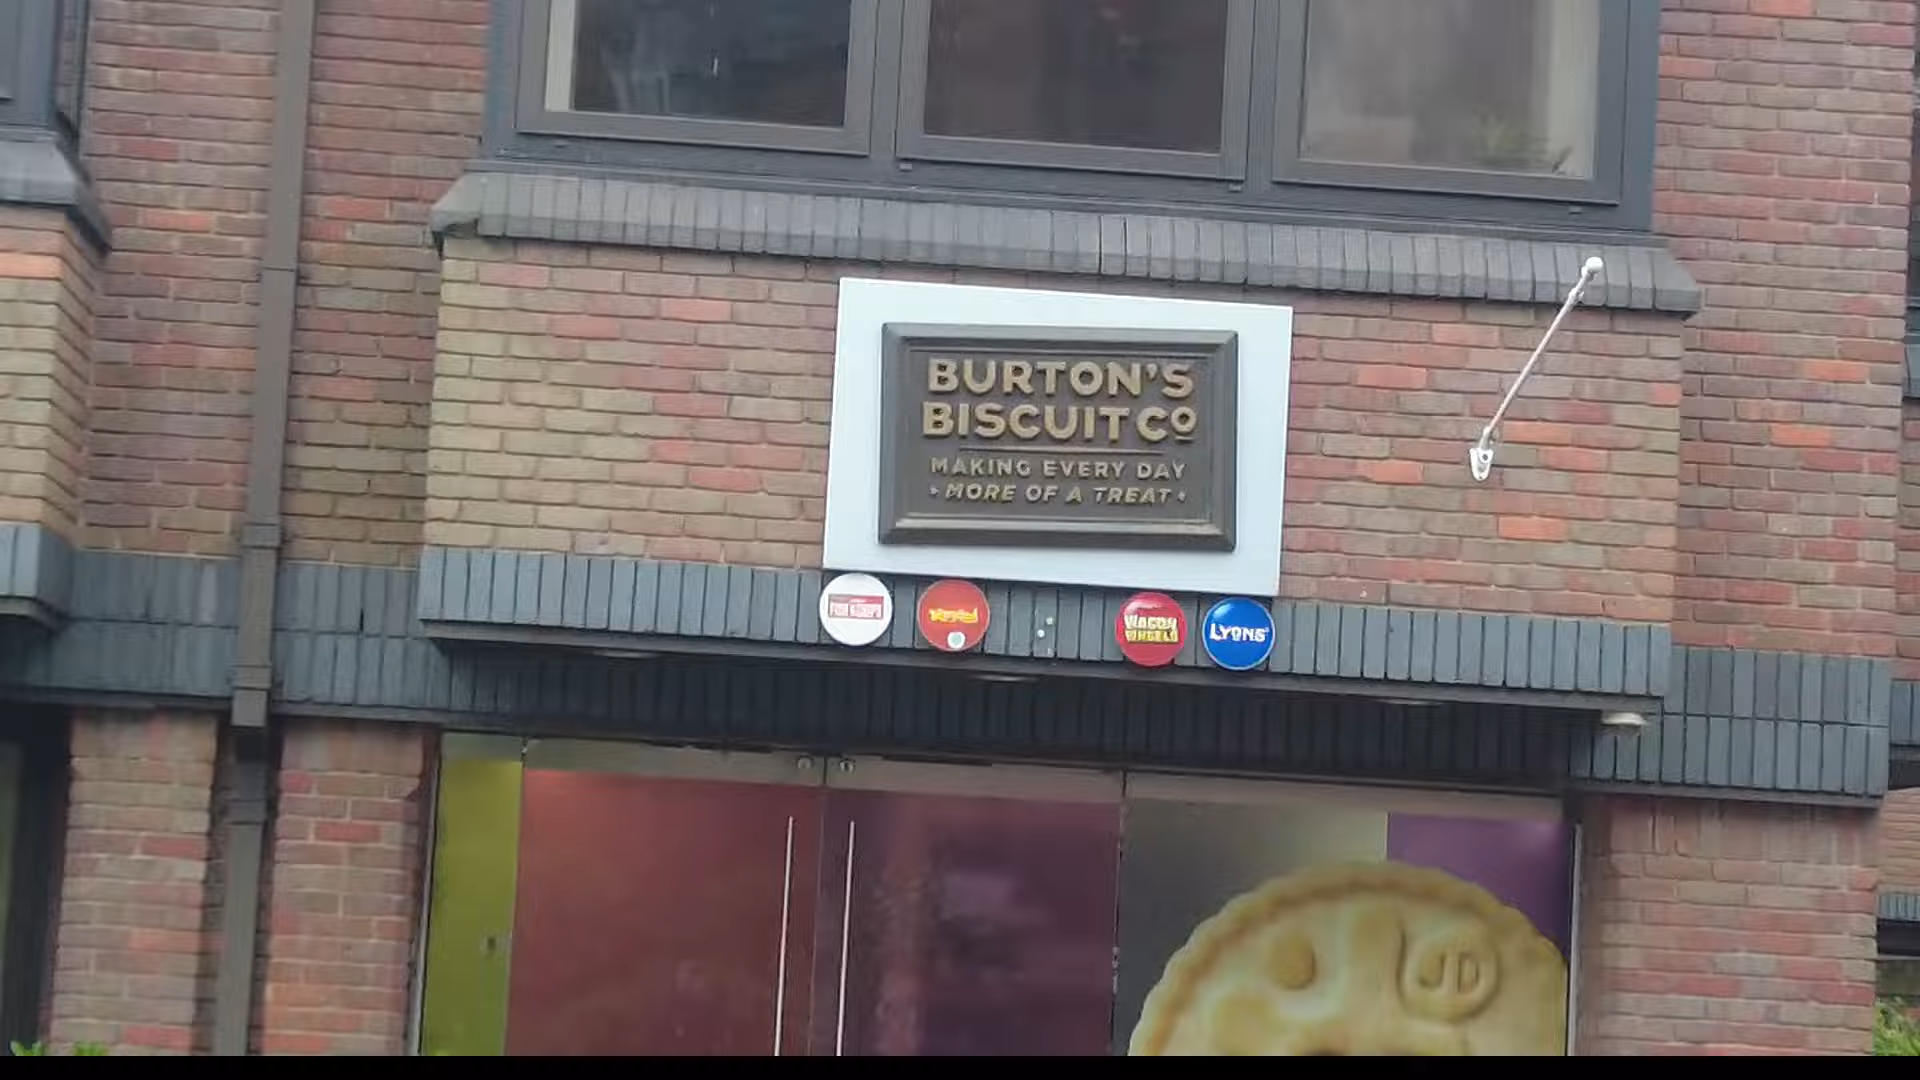 BURTON'S
BISCUIT CO
MAKING EVERY DAY
• MORE OF A TREAT •
WAGON
WHEELS
LYONS'
JD